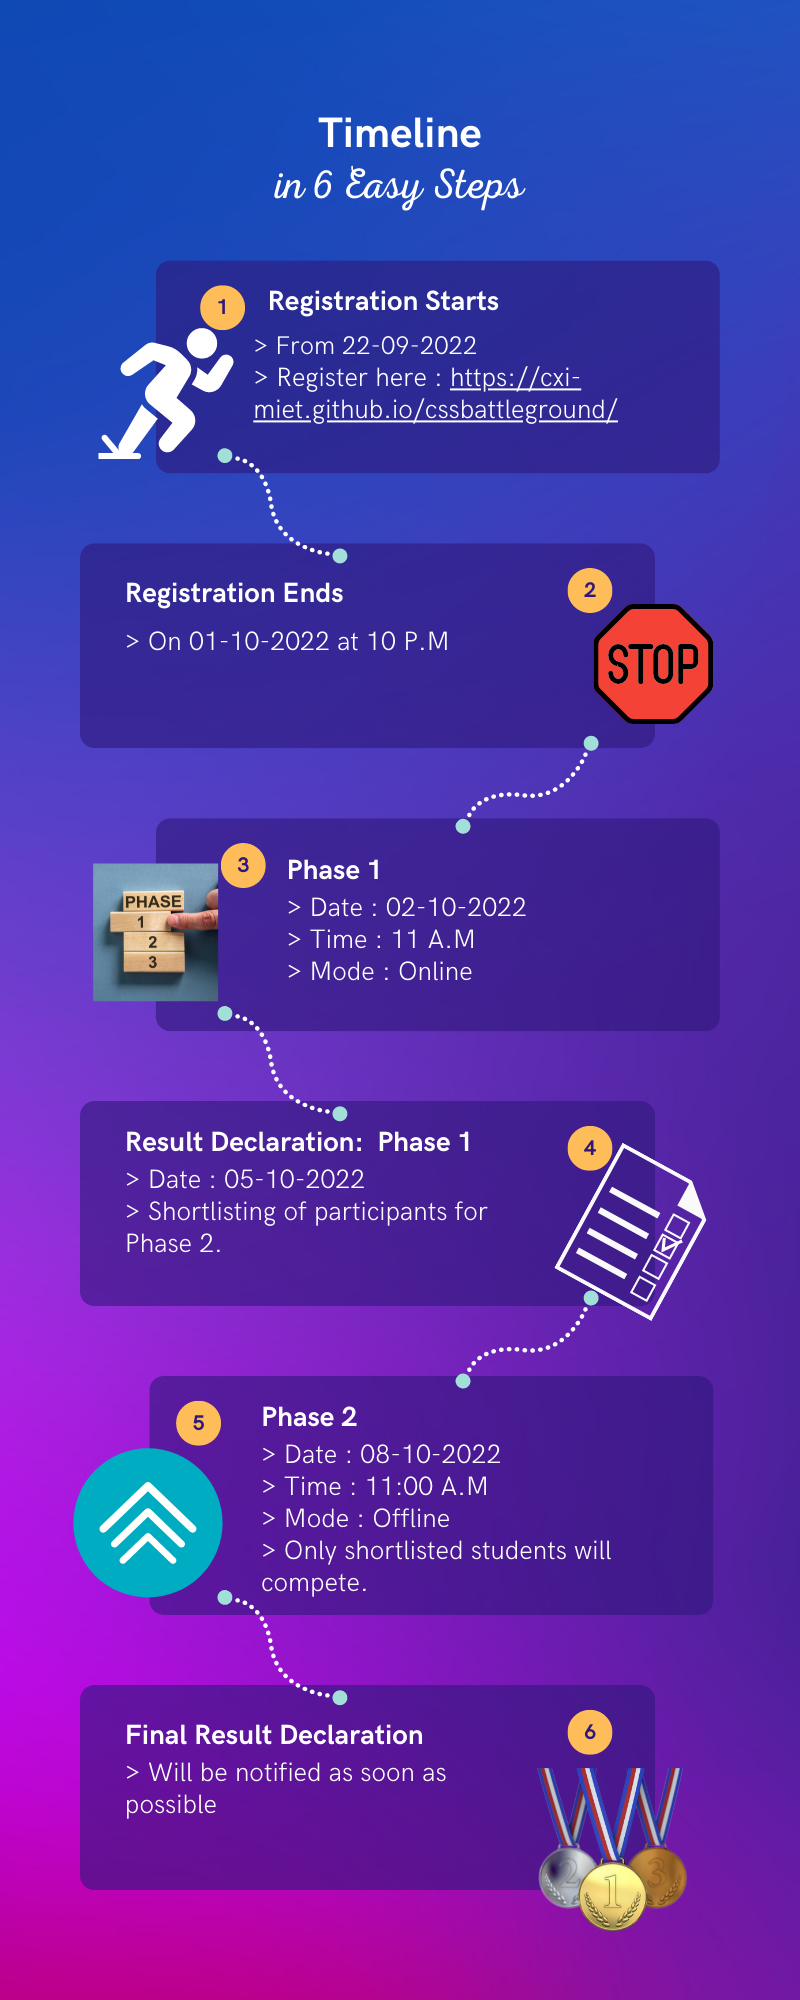 Timeline
in 6 Easy Steps
1
Registration Starts
> From 22-09-2022
> Register here : https://cxi-
miet.github.io/cssbattleground/
Registration Ends
2
> On 01-10-2022 at 10 P.M
STOP
3
Phase 1
> Date : 02-10-2022
> Time : 11 A.M
> Mode : Online
PHASE
1
2
3
Result Declaration:  Phase 1
4
> Date : 05-10-2022
> Shortlisting of participants for
Phase 2.
5
Phase 2
> Date : 08-10-2022
> Time : 11:00 A.M
> Mode : Offline
> Only shortlisted students will
compete.
Final Result Declaration
6
> Will be notified as soon as
possible
2
1
3